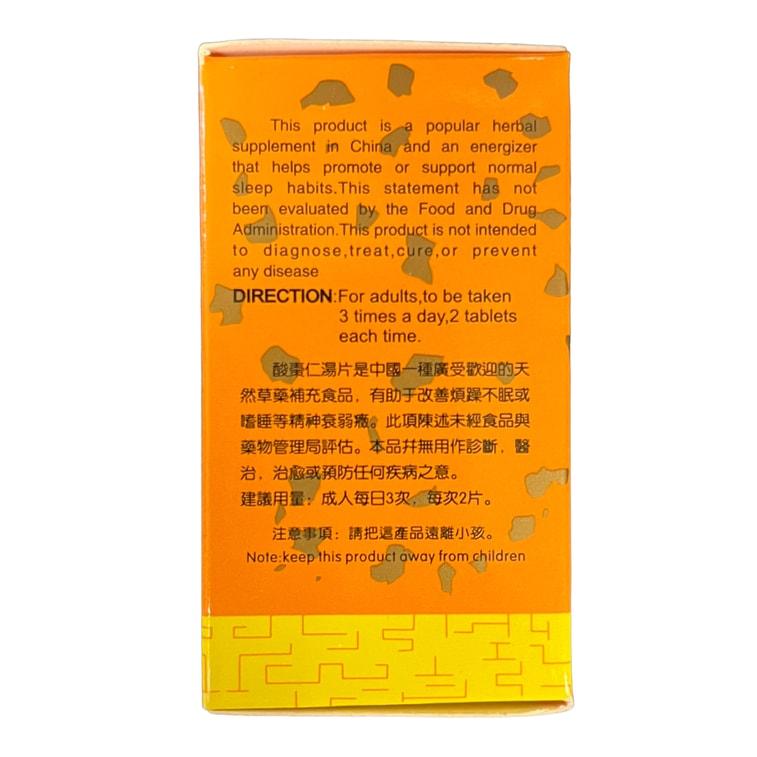 This product is a popular herbal
supplement in China and an energizer
that helps promote or support normal
sleep habits.This statement has not
been evaluated by the Food and Drug
Administration.This product is not intended
to diagnose,treat,cure,or prevent
any disease
DIRECTION:For adults,to be taken
3 times a day,2 tablets
each time.
酸棗仁湯片是中國一種廣受歡迎的天
然草藥補充食品，有助于改善煩躁不眠或
嗜睡等精神衰弱癥。此項陳述未經食品與
藥物管理局評估。本品幷無用作診斷，醫
治，治愈或預防任何疾病之意。
建議用量：成人每日3次，每次2片。
注意事項：請把這產品遠離小孩。
Note:keep this product away from children